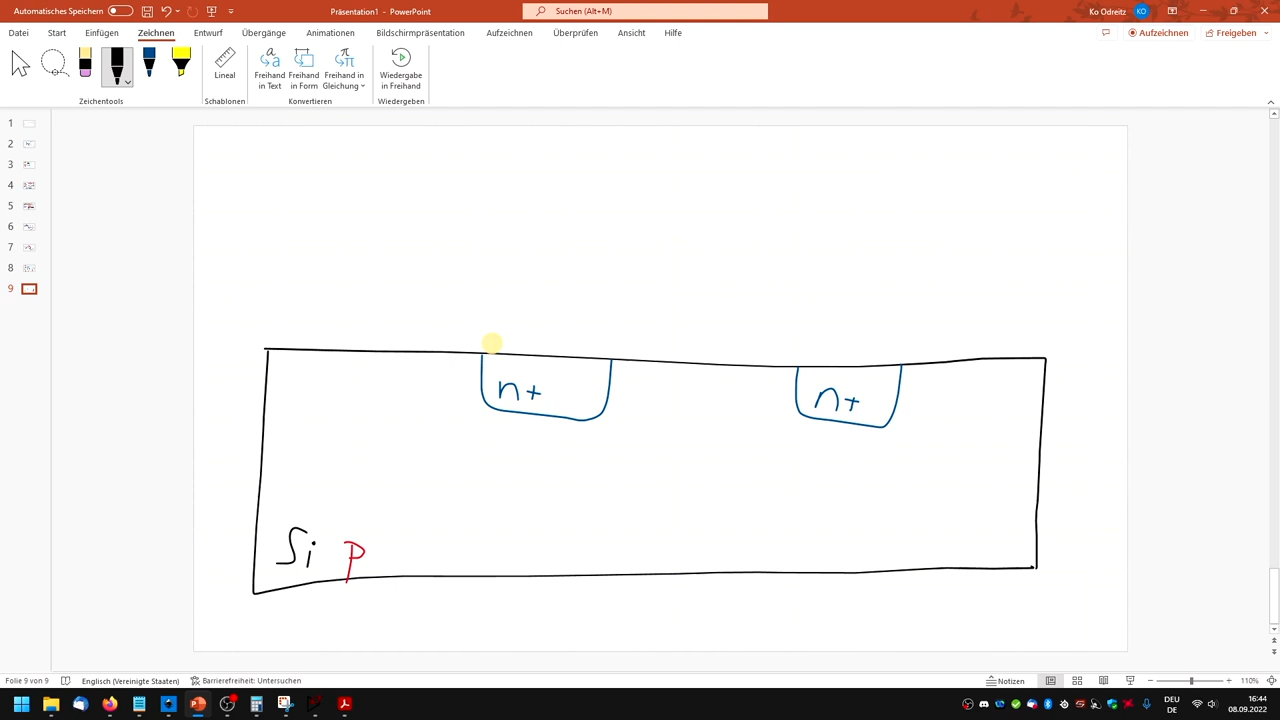 Automatisches Speichern
Präsentation1 - PowerPoint
Suchen (Alt+M)
Ko Odreitz
KO
Datei
Start
Einfügen
Zeichnen
Entwurf
Übergänge
Animationen
Bildschirmpräsentation
Aufzeichnen
Überprüfen
Ansicht
Hilfe
Aufzeichnen
Freigeben
Lineal
Freihand in Text
Freihand in Form
Freihand in Gleichung
Wiedergabe in Freihand
Zeichentools
Schablonen
Konvertieren
Wiedergeben
1
2
3
4
5
6
7
8
9
n+
n+
Si p
Folie 9 von 9
Englisch (Vereinigte Staaten)
Barrierefreiheit: Untersuchen
Notizen
110%
DEU
DE
16:44
08.09.2022